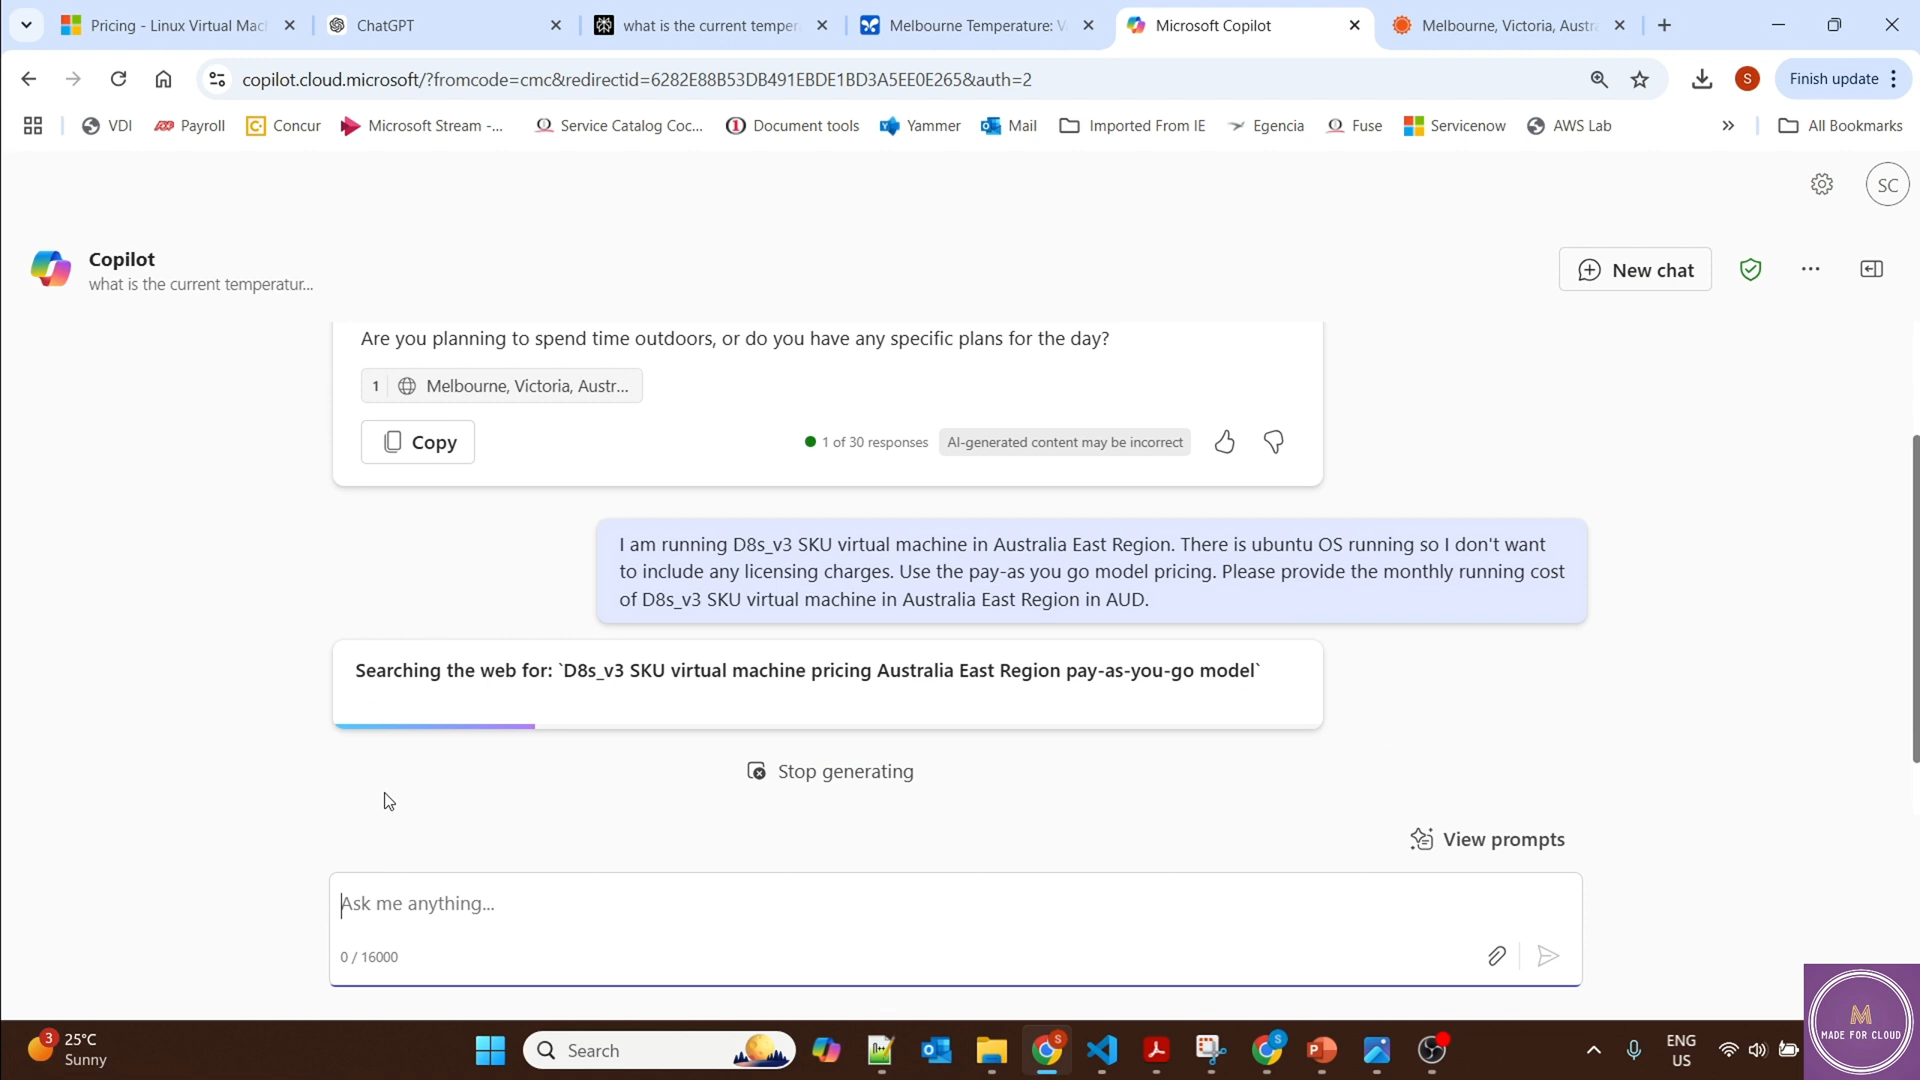 Pricing - Linux Virtual Mac
ChatGPT
what is the current tempera
Melbourne Temperature: V
Microsoft Copilot
Melbourne, Victoria, Austra
copilot.cloud.microsoft/?fromcode=cmc&redirectid=6282E88B53DB491EBDE1BD3A5EE0E265&auth=2
S
Finish update
VDI
Payroll
Concur
Microsoft Stream -...
Service Catalog Coc...
Document tools
Yammer
Mail
Imported From IE
Egencia
Fuse
Servicenow
AWS Lab
All Bookmarks
SC
Copilot
what is the current temperatur...
New chat
Are you planning to spend time outdoors, or do you have any specific plans for the day?
1 Melbourne, Victoria, Austr...
Copy
1 of 30 responses
AI-generated content may be incorrect
I am running D8s_v3 SKU virtual machine in Australia East Region. There is ubuntu OS running so I don't want
to include any licensing charges. Use the pay-as you go model pricing. Please provide the monthly running cost
of D8s_v3 SKU virtual machine in Australia East Region in AUD.
Searching the web for: `D8s_v3 SKU virtual machine pricing Australia East Region pay-as-you-go model`
Stop generating
View prompts
Ask me anything...
0 / 16000
3
25°C
Sunny
Search
S
S
ENG
US
M
MADE FOR CLOUD